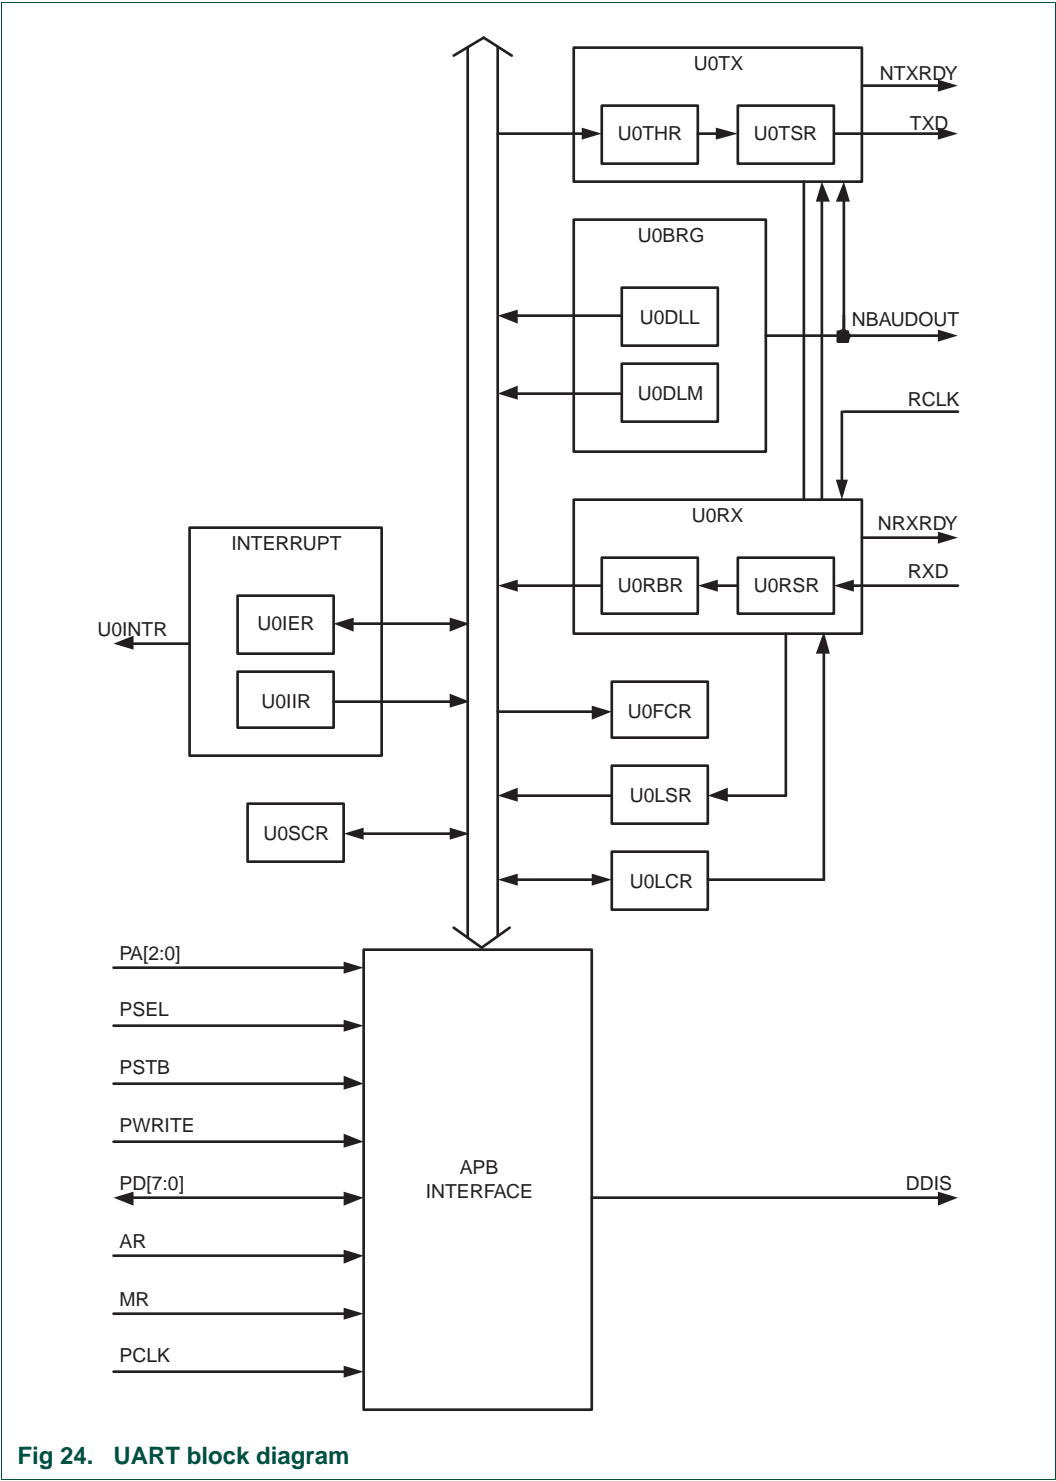 U0TX
NTXRDY
U0THR
U0TSR
TXD
U0BRG
U0DLL
NBAUDOUT
U0DLM
RCLK
U0RX
NRXRDY
INTERRUPT
U0RBR
U0RSR
RXD
U0IER
U0INTR
U0IIR
U0FCR
U0LSR
U0SCR
U0LCR
PA[2:0]
PSEL
PSTB
PWRITE
APB
INTERFACE
PD[7:0]
DDIS
AR
MR
PCLK
Fig 24. UART block diagram